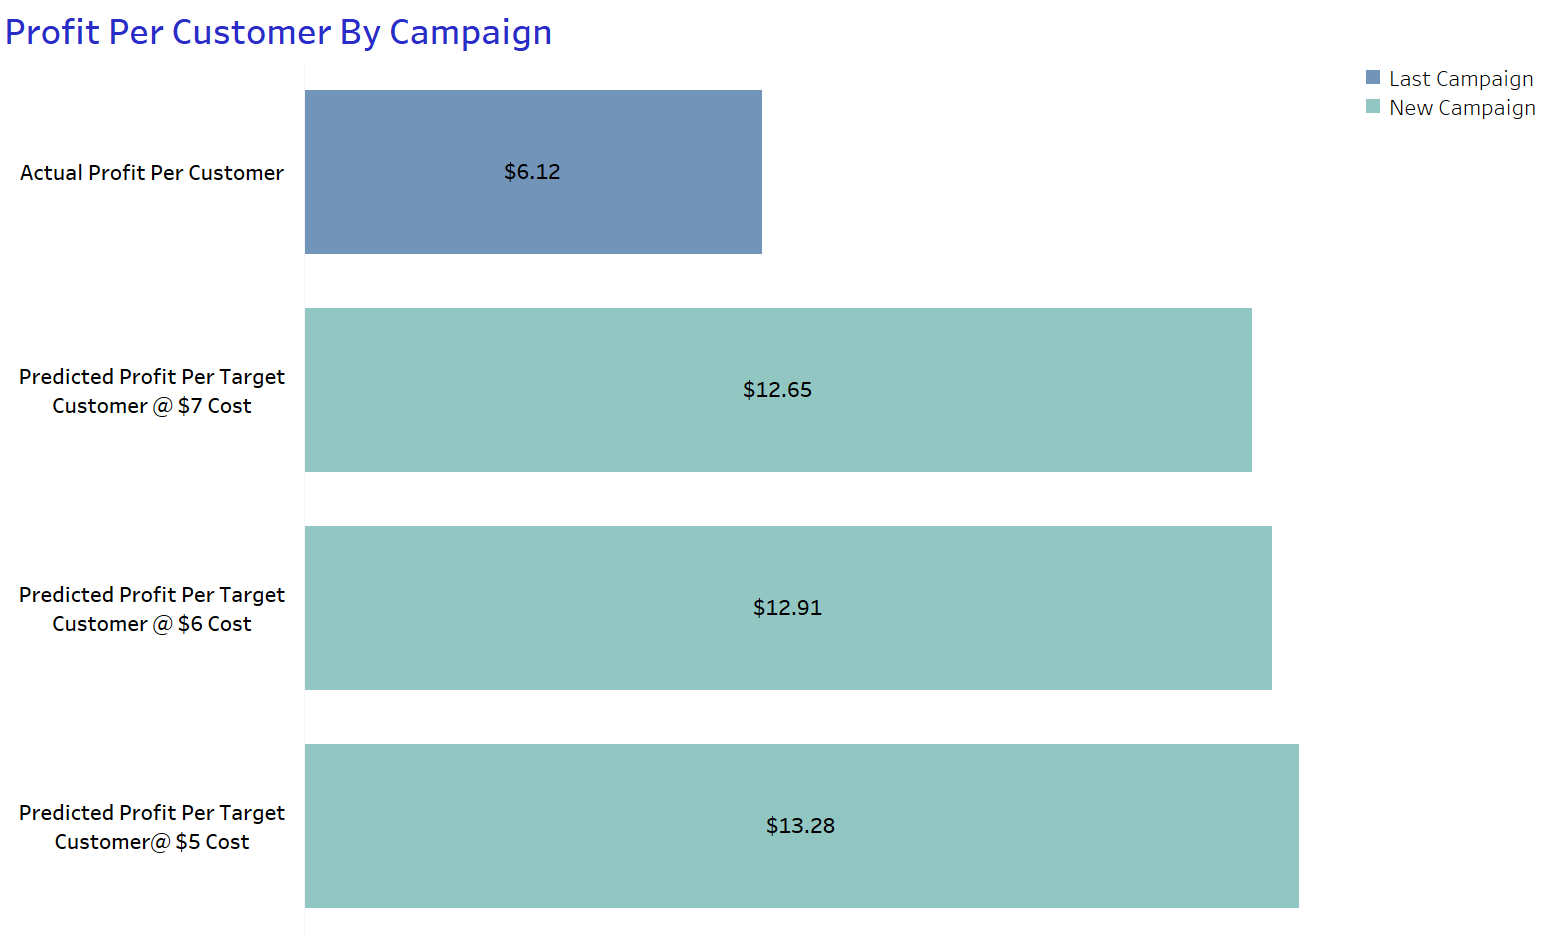 Profit Per Customer By Campaign
Last Campaign
New Campaign
Actual Profit Per Customer
$6.12
Predicted Profit Per Target
Customer @ $7 Cost
$12.65
Predicted Profit Per Target
Customer @ $6 Cost
$12.91
Predicted Profit Per Target
Customer@ $5 Cost
$13.28